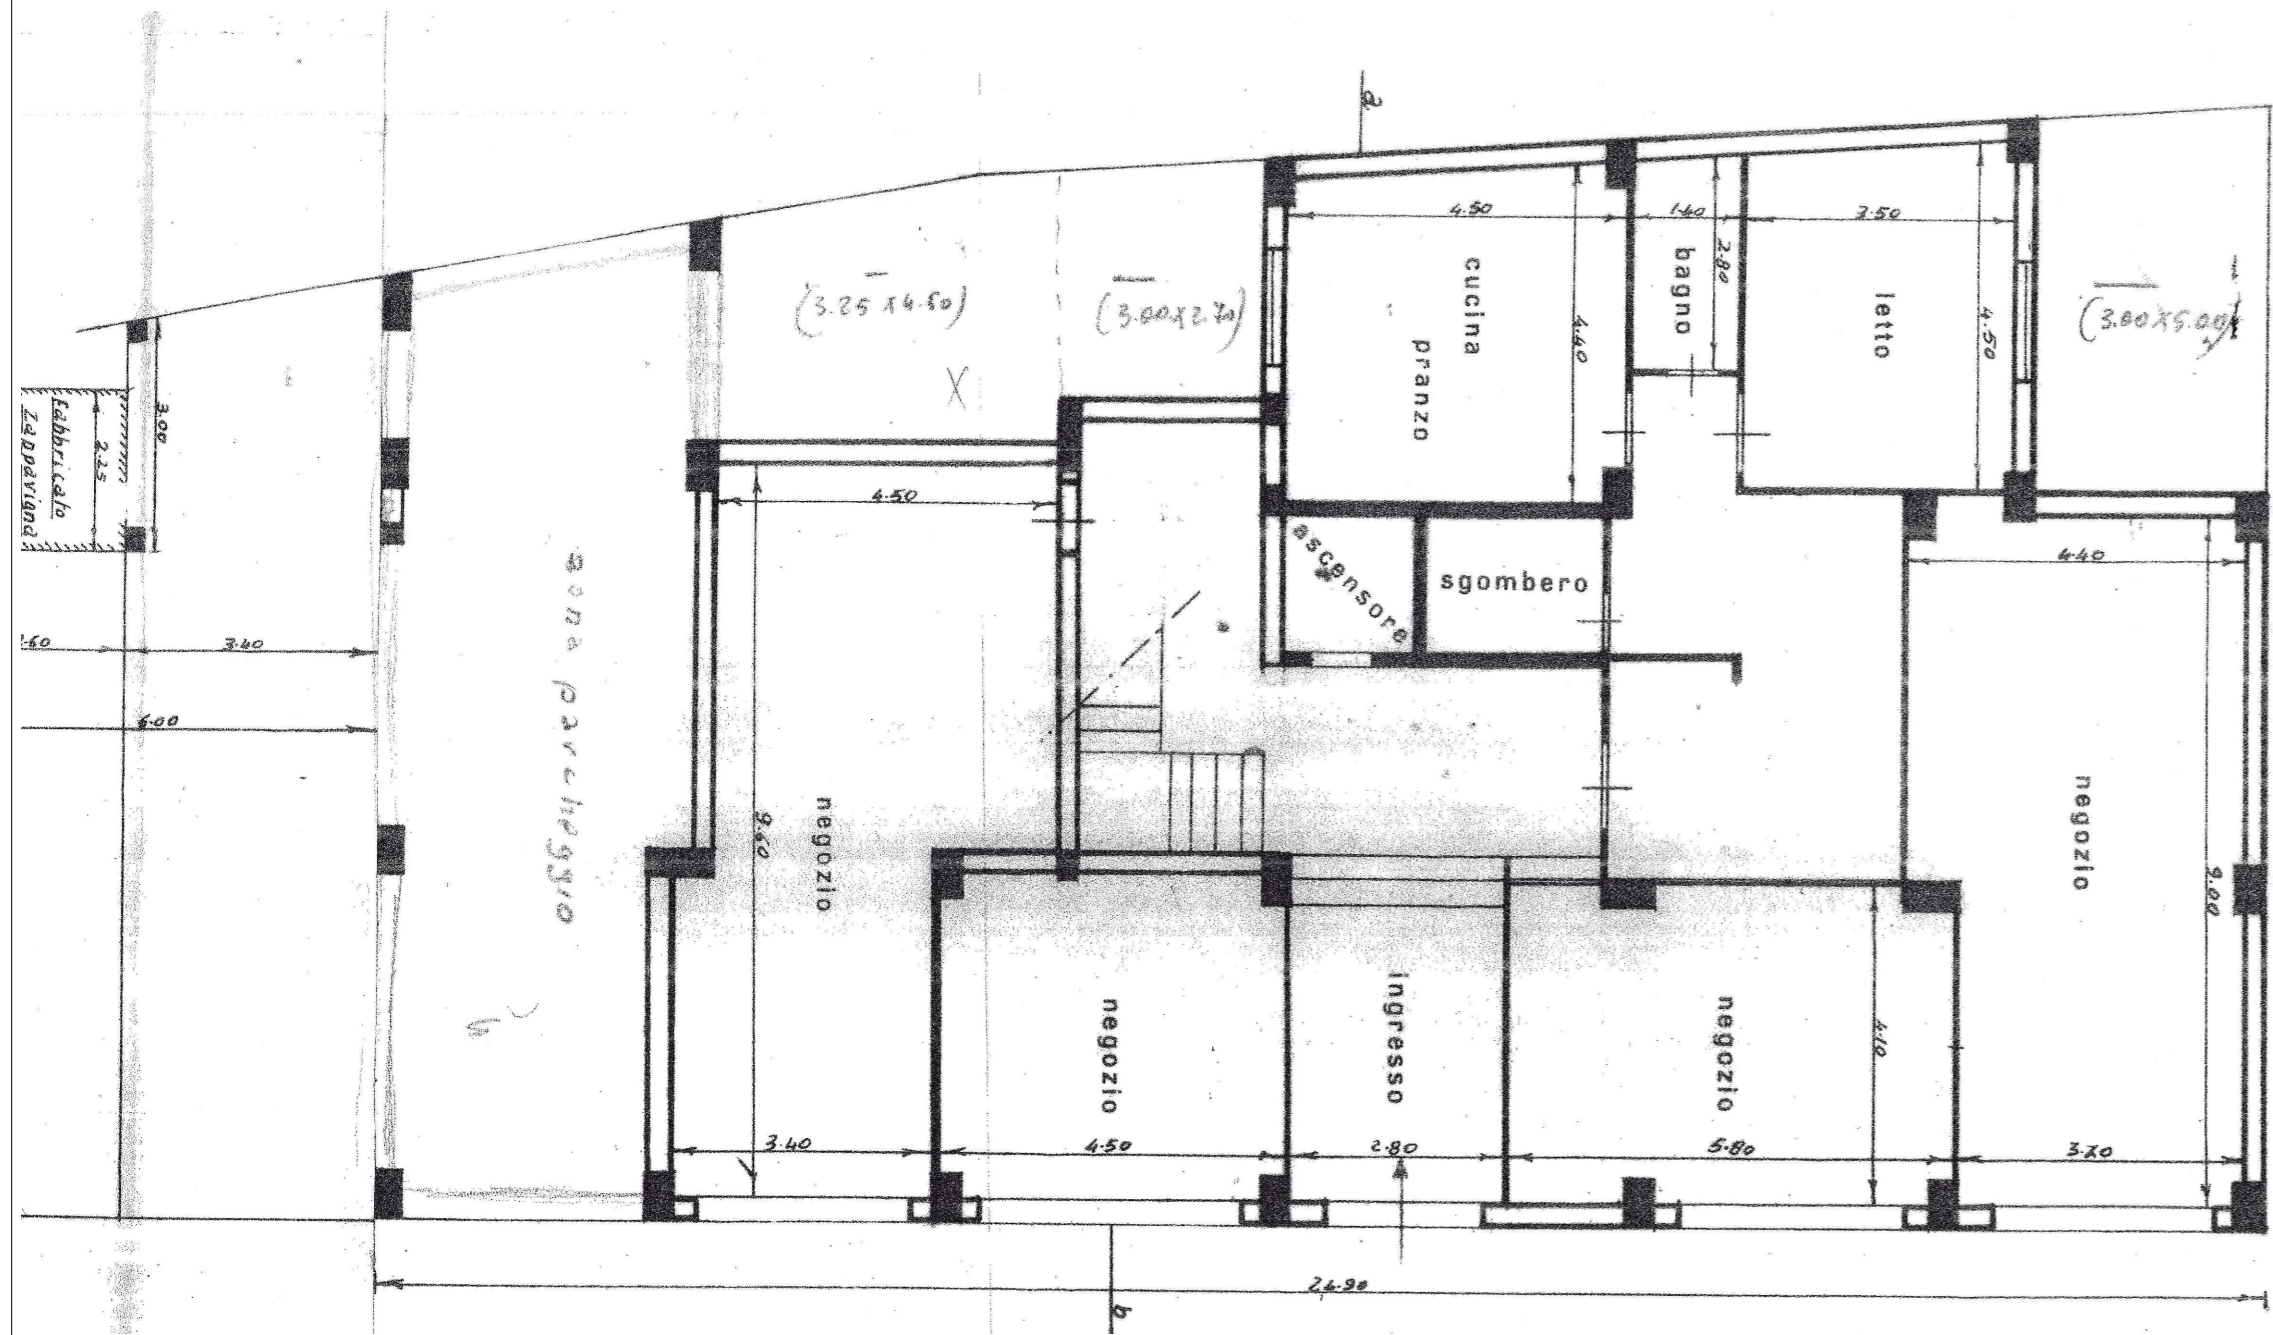 a
4.50
1.40
3.50
2.80
bagno
cucina
pranzo
4.40
letto
4.50
(3.25 x 4.50)
(3.00 x 2.70)
(3.00 x 5.00)
X
3.00
2.25
Fabbricato
Zappavigna
4.50
ascensore
sgombero
4.40
3.40
6.00
zona parcheggio
negozio
9.60
negozio
9.00
negozio
ingresso
negozio
4.10
3.40
4.50
2.80
5.80
3.70
24.90
b